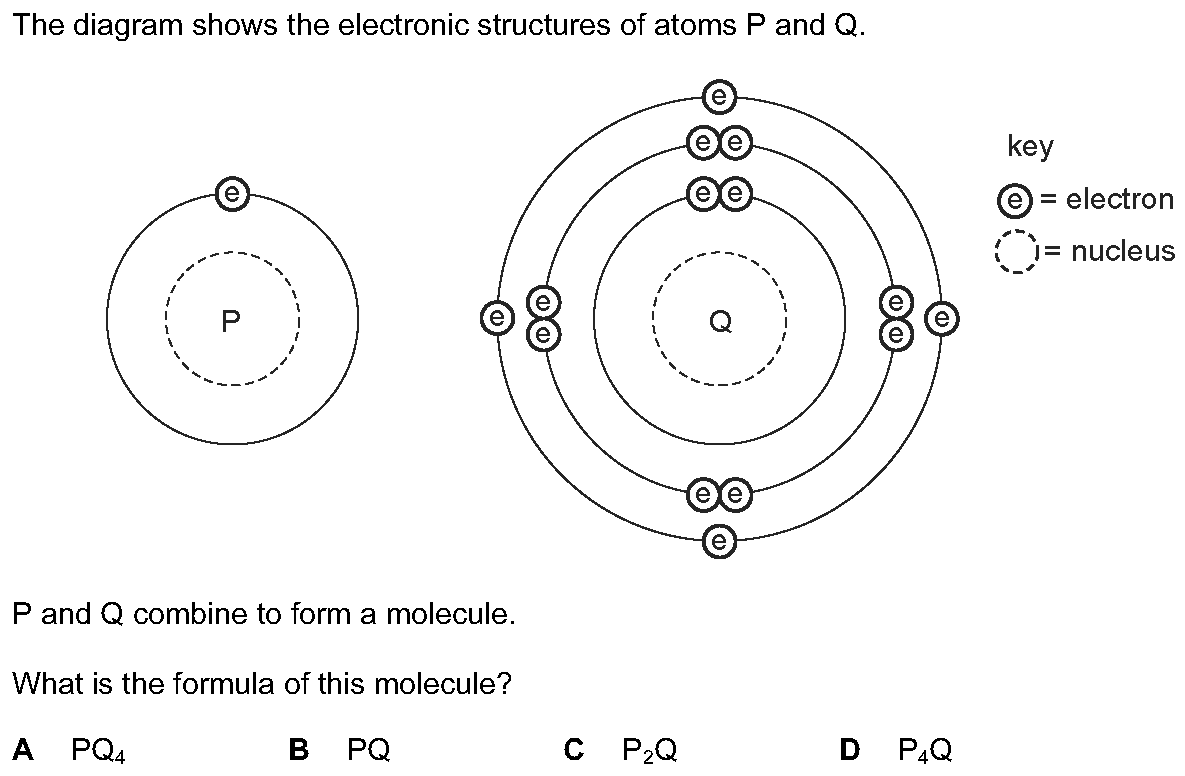 The diagram shows the electronic structures of atoms P and Q.
e
e
e e
e e
key
e = electron
= nucleus
P
e
e
e
Q
e
e
e
e e
e
P and Q combine to form a molecule.
What is the formula of this molecule?
A PQ₄ B PQ C P₂Q D P₄Q